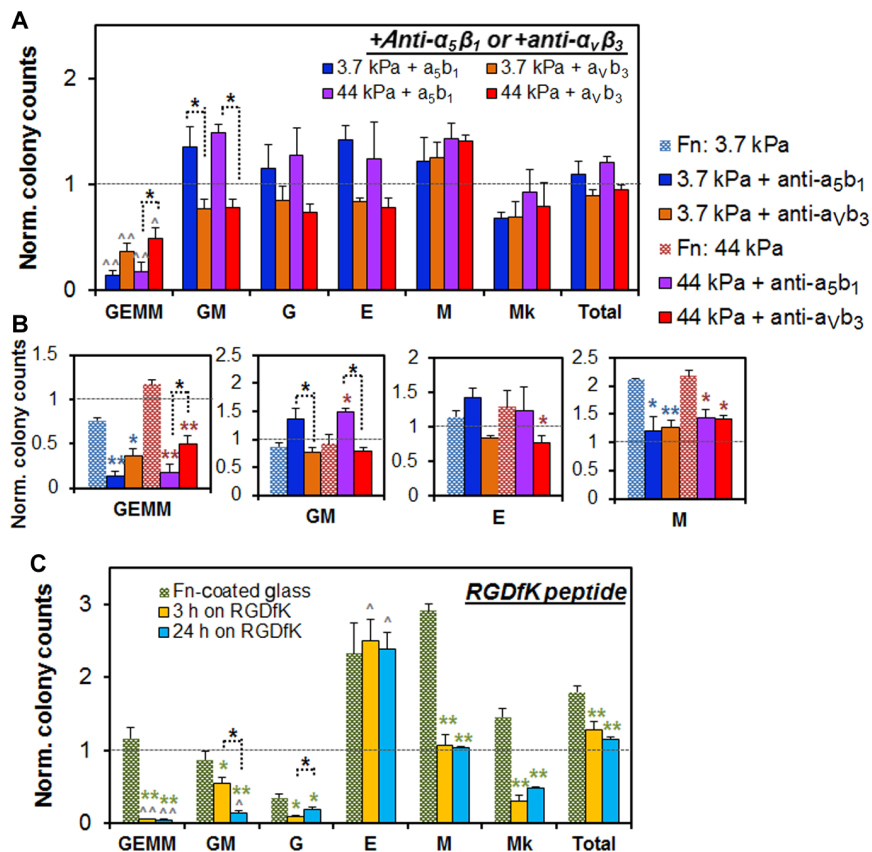 A
+Anti-α5β1 or +anti-αvβ3
3.7 kPa + a5b1
3.7 kPa + aVb3
44 kPa + a5b1
44 kPa + aVb3
Norm. colony counts
2
1
0
* * *
^^ ^^ ^^ ^
GEMM GM G E M Mk Total
Fn: 3.7 kPa
3.7 kPa + anti-a5b1
3.7 kPa + anti-aVb3
Fn: 44 kPa
44 kPa + anti-a5b1
44 kPa + anti-aVb3
B
Norm. colony counts
1.5
1
0.5
0
** * ** ** *
GEMM
2.5
2
1.5
1
0.5
0
* * *
GM
2
1.5
1
0.5
0
*
E
2.5
2
1.5
1
0.5
0
* ** * *
M
C
RGDfK peptide
Fn-coated glass
3 h on RGDfK
24 h on RGDfK
Norm. colony counts
3
2
1
0
** ** ^^ ^^
* ** ^ *
* * *
^ ^
** **
**
** **
GEMM GM G E M Mk Total